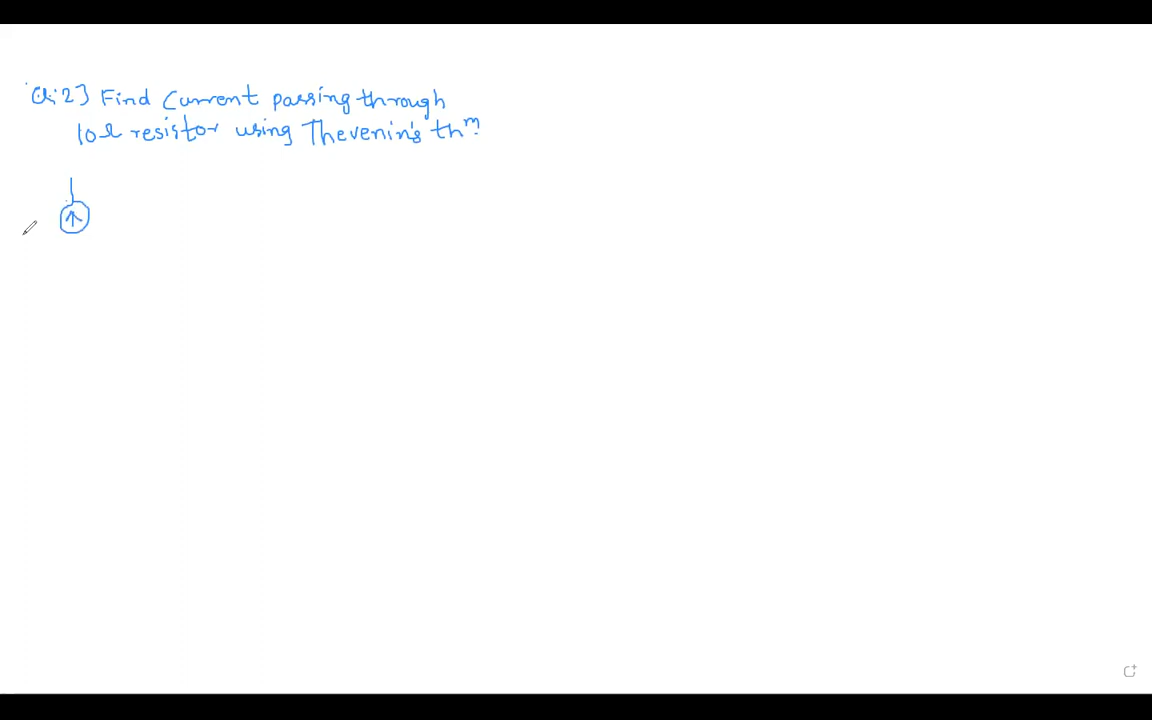 Q:2] Find Current passing through
10Ω resistor using Thevenin's thm?